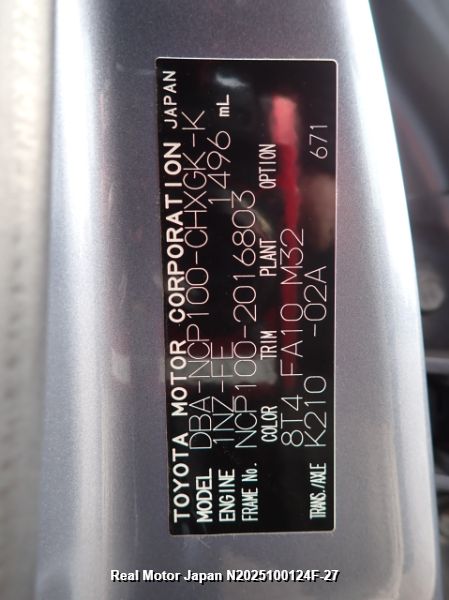 TOYOTA MOTOR CORPORATION JAPAN
MODEL DBA-NCP100-CHXGK-K
ENGINE 1NZ-FE 1496 mL
FRAME No. NCP100-2016803
COLOR TRIM PLANT OPTION
8T4 FA10 M32
TRANS./AXLE K210 -02A 671
Real Motor Japan N2025100124F-27